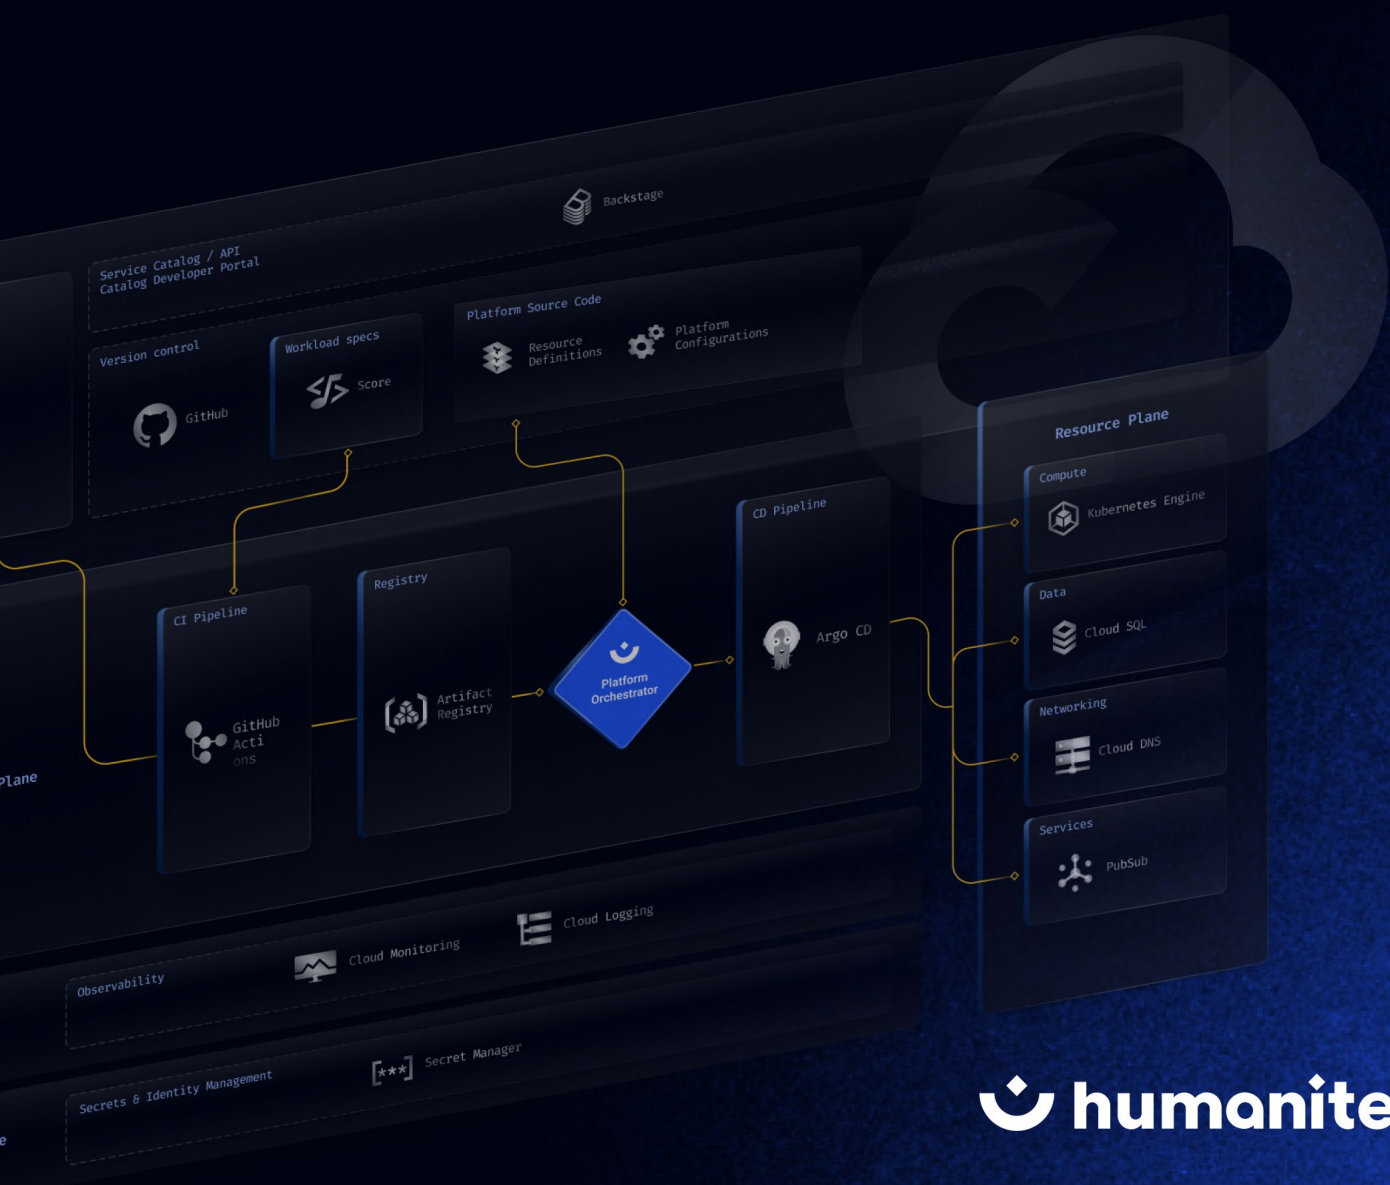 Backstage
Service Catalog / API
Catalog Developer Portal
Version control
GitHub
Workload specs
Score
Platform Source Code
Resource
Definitions
Platform
Configurations
Resource Plane
Compute
Kubernetes Engine
Data
Cloud SQL
Networking
Cloud DNS
Services
PubSub
CI Pipeline
GitHub
Acti
ons
Registry
Artifact
Registry
Platform
Orchestrator
CD Pipeline
Argo CD
Plane
Observability
Cloud Monitoring
Cloud Logging
Secrets & Identity Management
Secret Manager
e
humanite